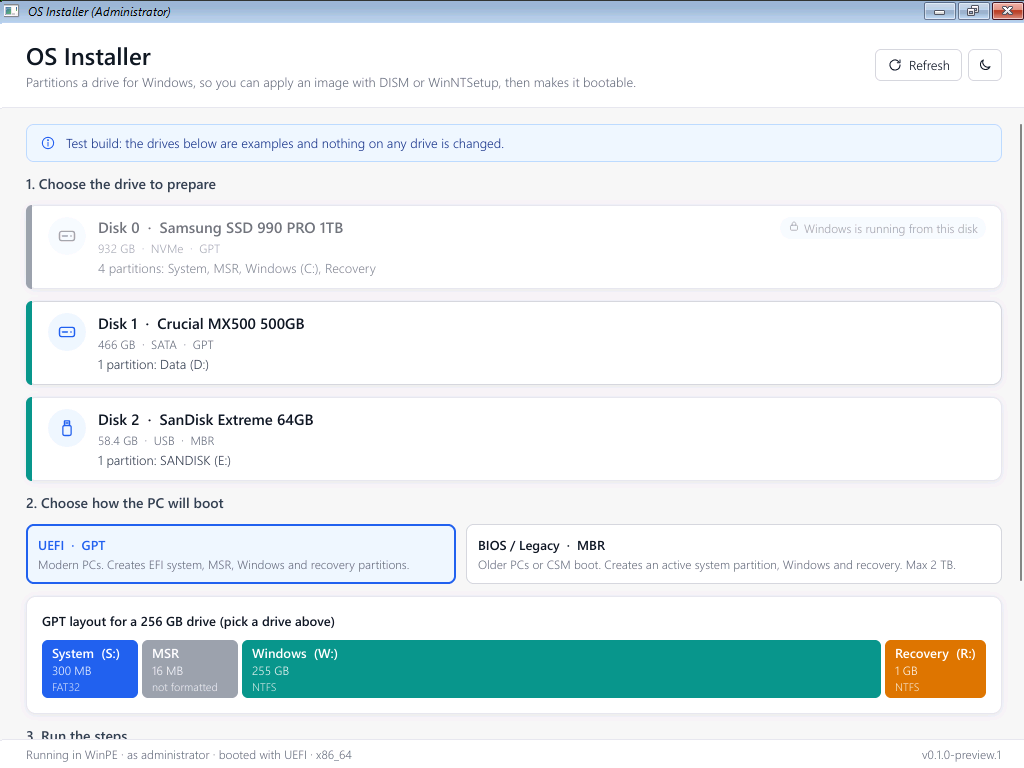 OS Installer (Administrator)
OS Installer
Partitions a drive for Windows, so you can apply an image with DISM or WinNTSetup, then makes it bootable.
Refresh
Test build: the drives below are examples and nothing on any drive is changed.
1. Choose the drive to prepare
Disk 0 · Samsung SSD 990 PRO 1TB
Windows is running from this disk
932 GB · NVMe · GPT
4 partitions: System, MSR, Windows (C:), Recovery
Disk 1 · Crucial MX500 500GB
466 GB · SATA · GPT
1 partition: Data (D:)
Disk 2 · SanDisk Extreme 64GB
58.4 GB · USB · MBR
1 partition: SANDISK (E:)
2. Choose how the PC will boot
UEFI · GPT
Modern PCs. Creates EFI system, MSR, Windows and recovery partitions.
BIOS / Legacy · MBR
Older PCs or CSM boot. Creates an active system partition, Windows and recovery. Max 2 TB.
GPT layout for a 256 GB drive (pick a drive above)
System (S:)
300 MB
FAT32
MSR
16 MB
not formatted
Windows (W:)
255 GB
NTFS
Recovery (R:)
1 GB
NTFS
3. Run the steps
Running in WinPE · as administrator · booted with UEFI · x86_64
v0.1.0-preview.1